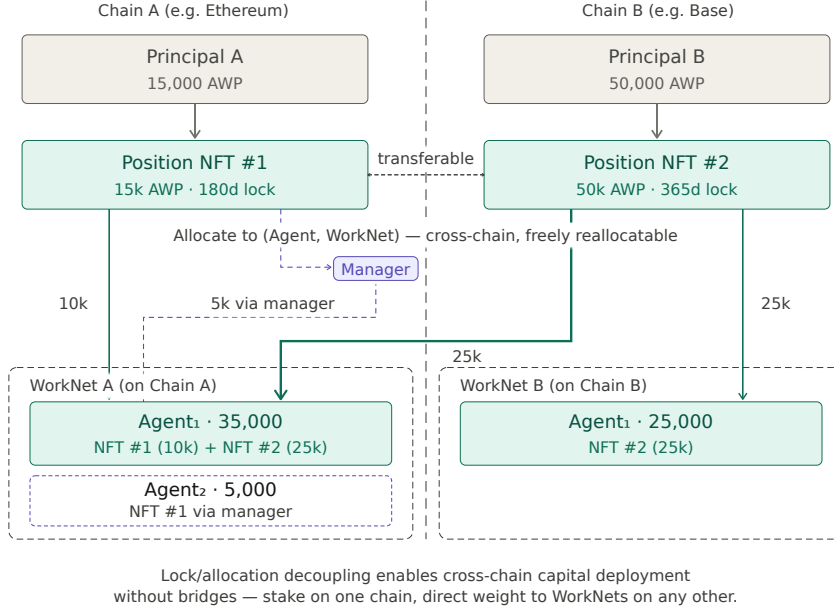 Chain A (e.g. Ethereum)
Chain B (e.g. Base)
Principal A
15,000 AWP
Principal B
50,000 AWP
Position NFT #1
15k AWP · 180d lock
transferable
Position NFT #2
50k AWP · 365d lock
Allocate to (Agent, WorkNet) — cross-chain, freely reallocatable
Manager
10k
5k via manager
25k
25k
WorkNet A (on Chain A)
Agent₁ · 35,000
NFT #1 (10k) + NFT #2 (25k)
Agent₂ · 5,000
NFT #1 via manager
WorkNet B (on Chain B)
Agent₁ · 25,000
NFT #2 (25k)
Lock/allocation decoupling enables cross-chain capital deployment
without bridges — stake on one chain, direct weight to WorkNets on any other.